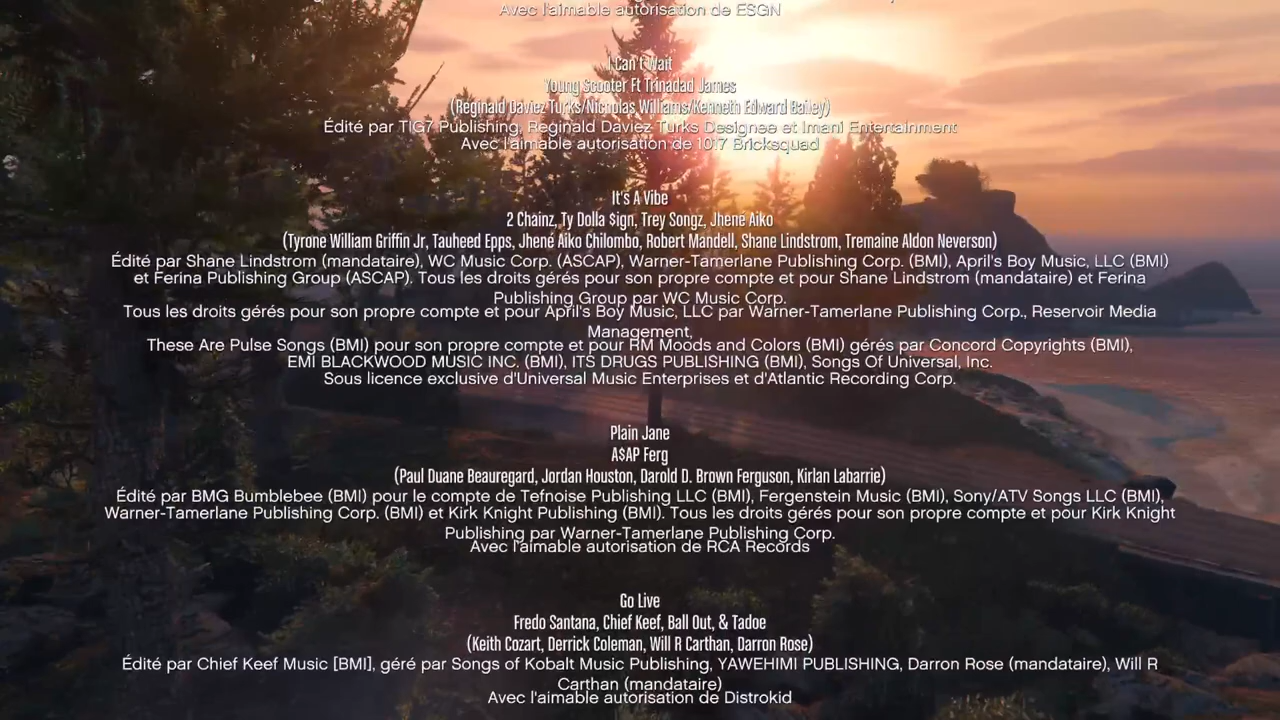 Avec l'aimable autorisation de ESGN
I Can't Wait
Young Scooter Ft Trinadad James
(Reginald Daviez Turks/Nicholas Williams/Kenneth Edward Bailey)
Édité par TIG7 Publishing, Reginald Daviez Turks Designee et Imani Entertainment
Avec l'aimable autorisation de 1017 Bricksquad
It's A Vibe
2 Chainz, Ty Dolla $ign, Trey Songz, Jhené Aiko
(Tyrone William Griffin Jr, Tauheed Epps, Jhené Aiko Chilombo, Robert Mandell, Shane Lindstrom, Tremaine Aldon Neverson)
Édité par Shane Lindstrom (mandataire), WC Music Corp. (ASCAP), Warner-Tamerlane Publishing Corp. (BMI), April's Boy Music, LLC (BMI)
et Ferina Publishing Group (ASCAP). Tous les droits gérés pour son propre compte et pour Shane Lindstrom (mandataire) et Ferina
Publishing Group par WC Music Corp.
Tous les droits gérés pour son propre compte et pour April's Boy Music, LLC par Warner-Tamerlane Publishing Corp., Reservoir Media
Management,
These Are Pulse Songs (BMI) pour son propre compte et pour RM Moods and Colors (BMI) gérés par Concord Copyrights (BMI),
EMI BLACKWOOD MUSIC INC. (BMI), ITS DRUGS PUBLISHING (BMI), Songs Of Universal, Inc.
Sous licence exclusive d'Universal Music Enterprises et d'Atlantic Recording Corp.
Plain Jane
A$AP Ferg
(Paul Duane Beauregard, Jordan Houston, Darold D. Brown Ferguson, Kirlan Labarrie)
Édité par BMG Bumblebee (BMI) pour le compte de Tefnoise Publishing LLC (BMI), Fergenstein Music (BMI), Sony/ATV Songs LLC (BMI),
Warner-Tamerlane Publishing Corp. (BMI) et Kirk Knight Publishing (BMI). Tous les droits gérés pour son propre compte et pour Kirk Knight
Publishing par Warner-Tamerlane Publishing Corp.
Avec l'aimable autorisation de RCA Records
Go Live
Fredo Santana, Chief Keef, Ball Out, & Tadoe
(Keith Cozart, Derrick Coleman, Will R Carthan, Darron Rose)
Édité par Chief Keef Music [BMI], géré par Songs of Kobalt Music Publishing, YAWEHIMI PUBLISHING, Darron Rose (mandataire), Will R
Carthan (mandataire)
Avec l'aimable autorisation de Distrokid